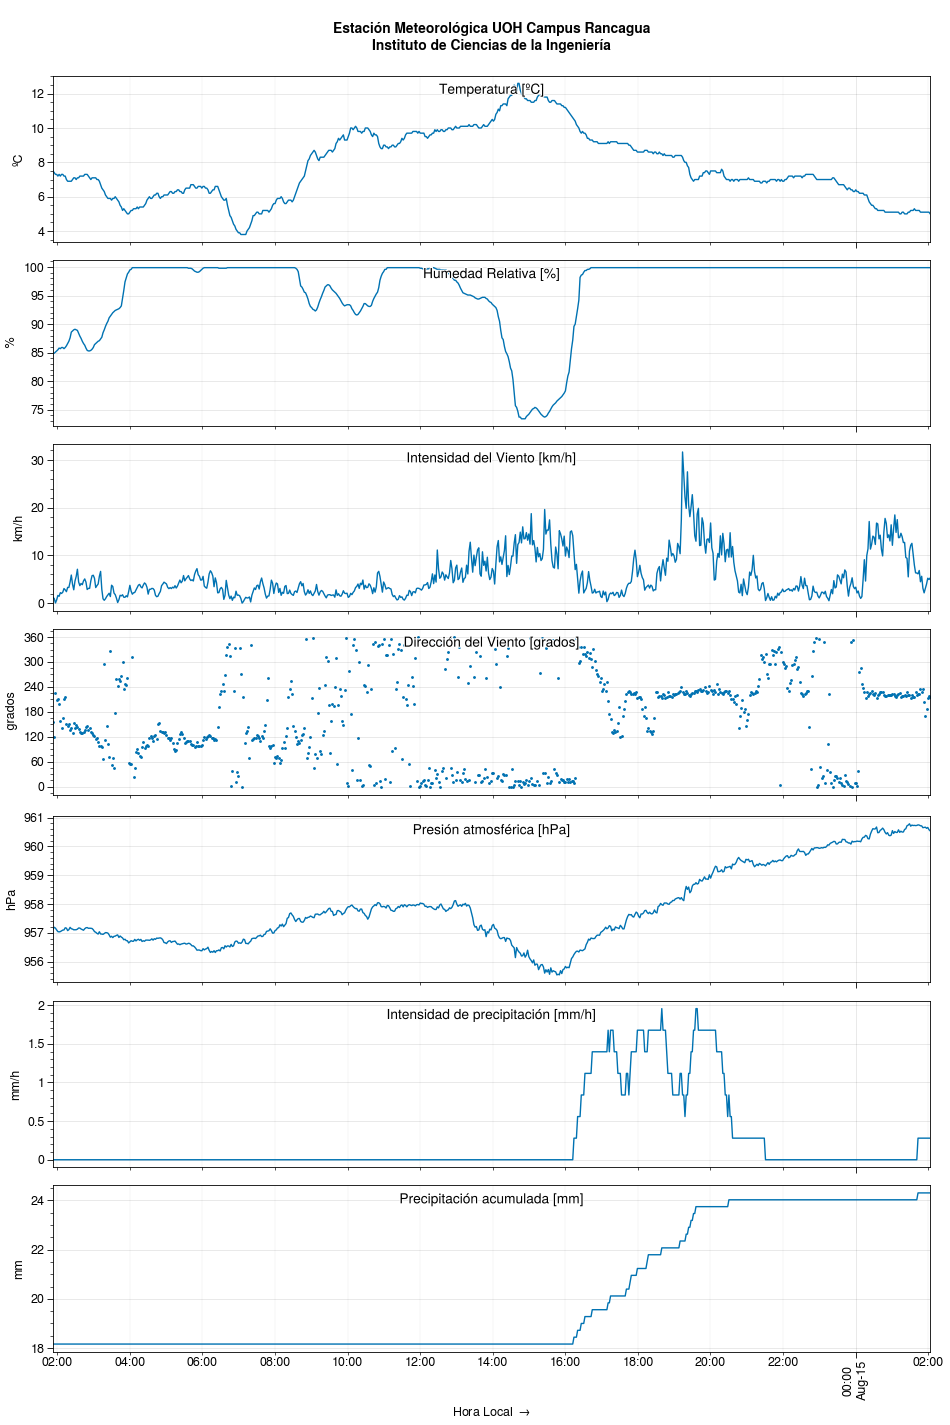 Estación Meteorológica UOH Campus Rancagua
Instituto de Ciencias de la Ingeniería
Temperatura [ºC]
12
10
8
6
4
ºC
Humedad Relativa [%]
100
95
90
85
80
75
%
Intensidad del Viento [km/h]
30
20
10
0
km/h
Dirección del Viento [grados]
360
300
240
180
120
60
0
grados
Presión atmosférica [hPa]
961
960
959
958
957
956
hPa
Intensidad de precipitación [mm/h]
2
1.5
1
0.5
0
mm/h
Precipitación acumulada [mm]
24
22
20
18
mm
02:00 04:00 06:00 08:00 10:00 12:00 14:00 16:00 18:00 20:00 22:00 00:00 02:00
Aug-15
Hora Local →